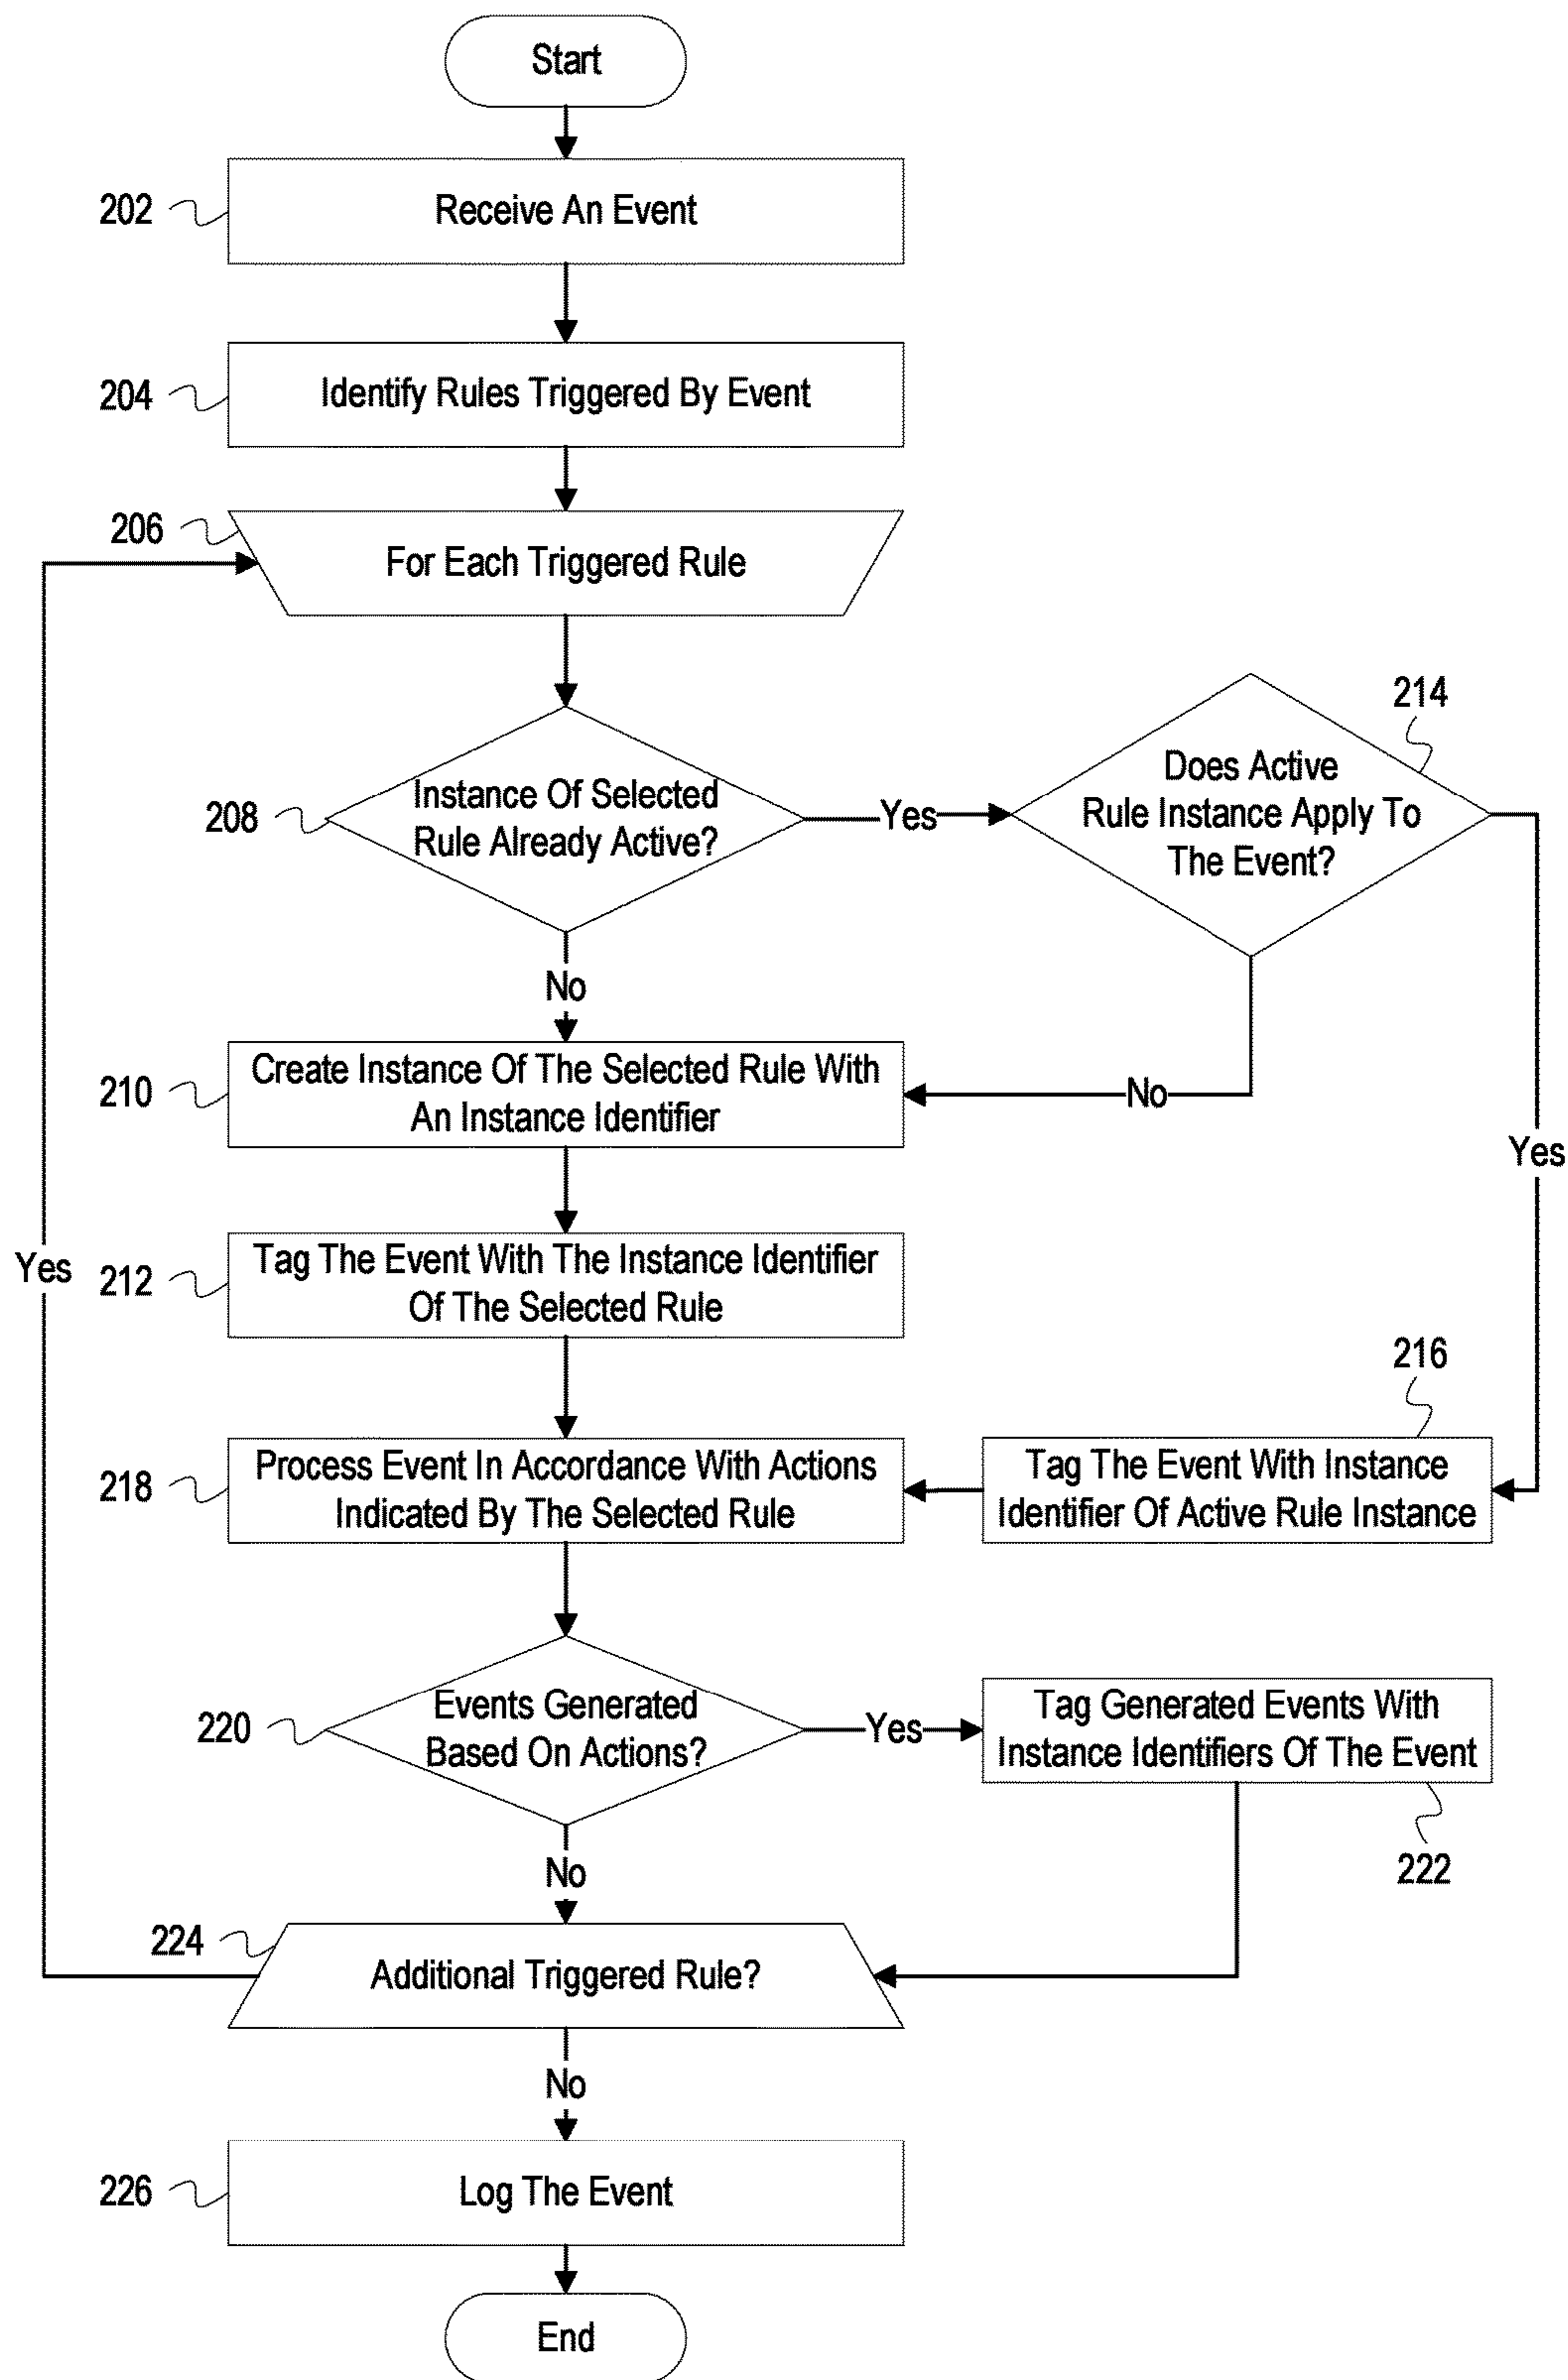 Start
202
Receive An Event
204
Identify Rules Triggered By Event
206
For Each Triggered Rule
214
Does Active
Rule Instance Apply To
The Event?
208
Instance Of Selected
Rule Already Active?
Yes
No
210
Create Instance Of The Selected Rule With
An Instance Identifier
No
Yes
Yes
212
Tag The Event With The Instance Identifier
Of The Selected Rule
216
218
Process Event In Accordance With Actions
Indicated By The Selected Rule
Tag The Event With Instance
Identifier Of Active Rule Instance
220
Events Generated
Based On Actions?
Yes
Tag Generated Events With
Instance Identifiers Of The Event
222
No
224
Additional Triggered Rule?
No
226
Log The Event
End